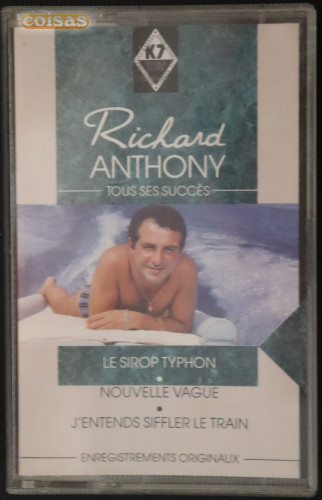 coisas
K7
Richard
ANTHONY
TOUS SES SUCCÈS
LE SIROP TYPHON
•
NOUVELLE VAGUE
•
J'ENTENDS SIFFLER LE TRAIN
ENREGISTREMENTS ORIGINAUX